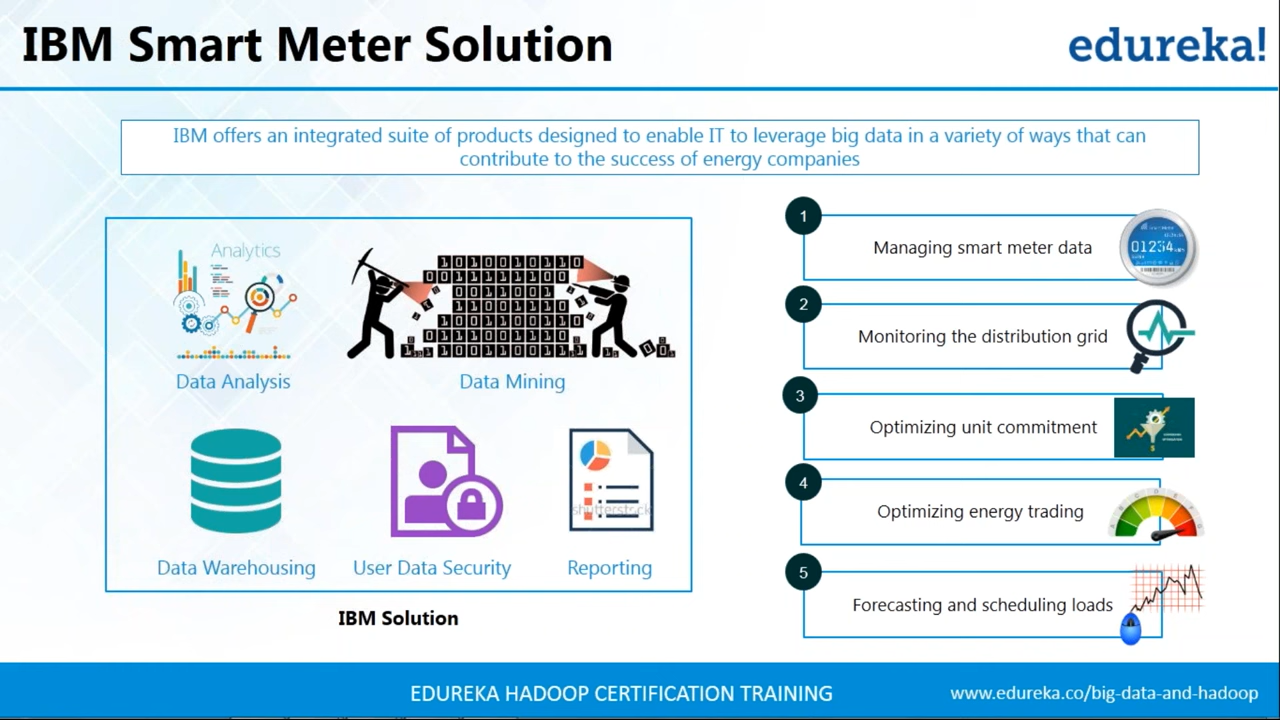 IBM Smart Meter Solution
edureka!
IBM offers an integrated suite of products designed to enable IT to leverage big data in a variety of ways that can
contribute to the success of energy companies
Analytics
Data Analysis
Data Mining
Data Warehousing
User Data Security
shutterstock
Reporting
IBM Solution
1
Managing smart meter data
2
Monitoring the distribution grid
3
Optimizing unit commitment
4
Optimizing energy trading
5
Forecasting and scheduling loads
EDUREKA HADOOP CERTIFICATION TRAINING
www.edureka.co/big-data-and-hadoop